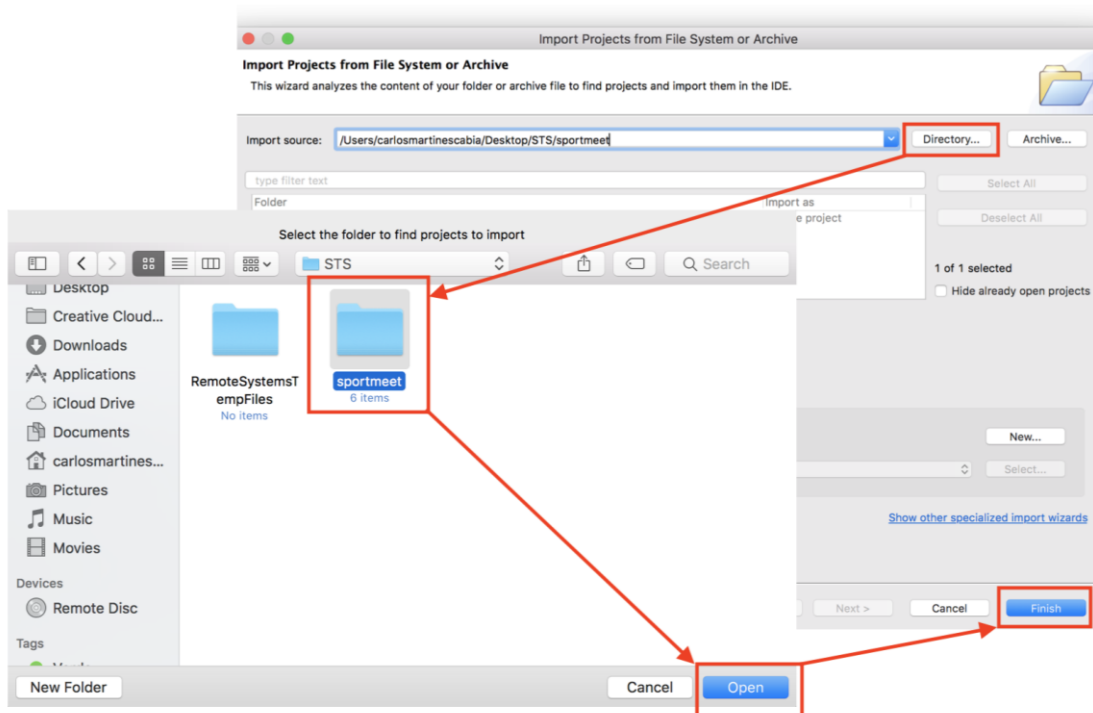 Import Projects from File System or Archive
Import Projects from File System or Archive
This wizard analyzes the content of your folder or archive file to find projects and import them in the IDE.
Import source: /Users/carlosmartinescabia/Desktop/STS/sportmeet Directory... Archive...
type filter text Select All
Folder Import as
e project Deselect All
Select the folder to find projects to import
STS Search
1 of 1 selected
Hide already open projects
Desktop
Creative Cloud...
Downloads
Applications
iCloud Drive
Documents
carlosmartines...
Pictures
Music
Movies
Devices
Remote Disc
Tags
RemoteSystemsT
empFiles
No items
sportmeet
6 items
New...
Select...
Show other specialized import wizards
Next > Cancel Finish
New Folder Cancel Open